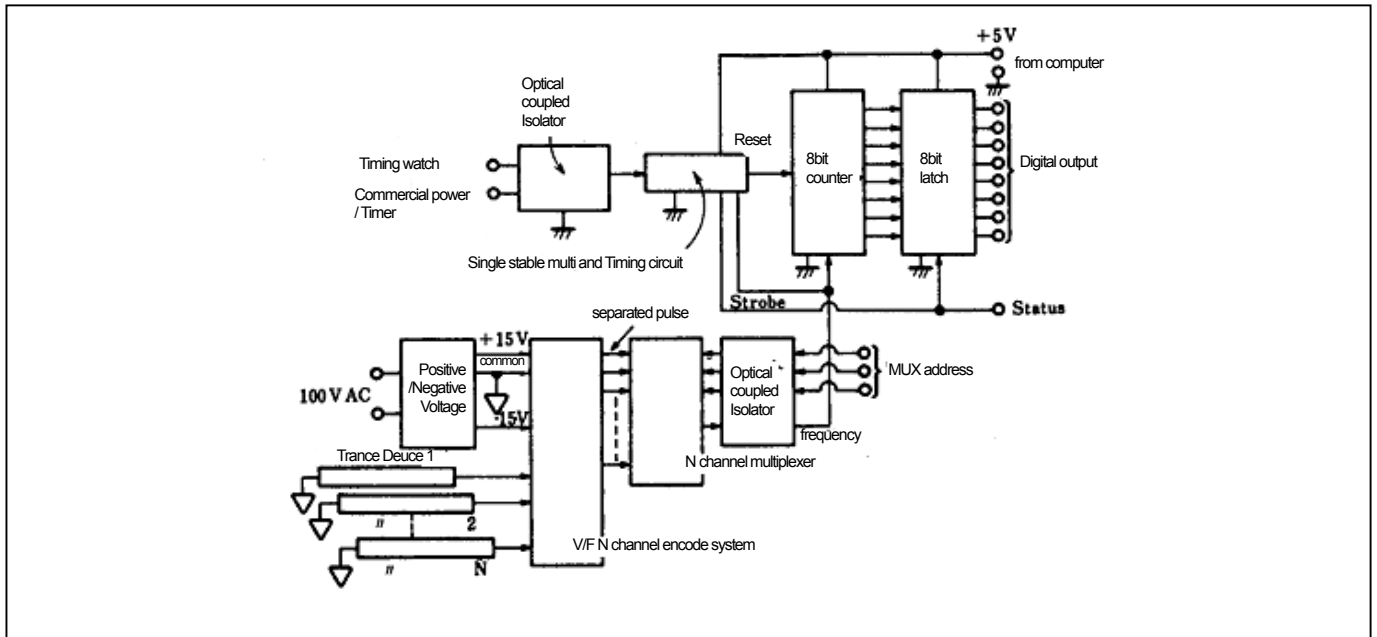 +5V
from computer
Optical
coupled
Isolator
Reset
Timing watch
Commercial power
/ Timer
8bit
counter
8bit
latch
Digital output
Single stable multi and Timing circuit
Strobe
Status
separated pulse
+15V
common
Positive
/Negative
Voltage
100V AC
-15V
Optical
coupled
Isolator
MUX address
frequency
N channel multiplexer
Trance Deuce 1
〃 2
〃 N
V/F N channel encode system